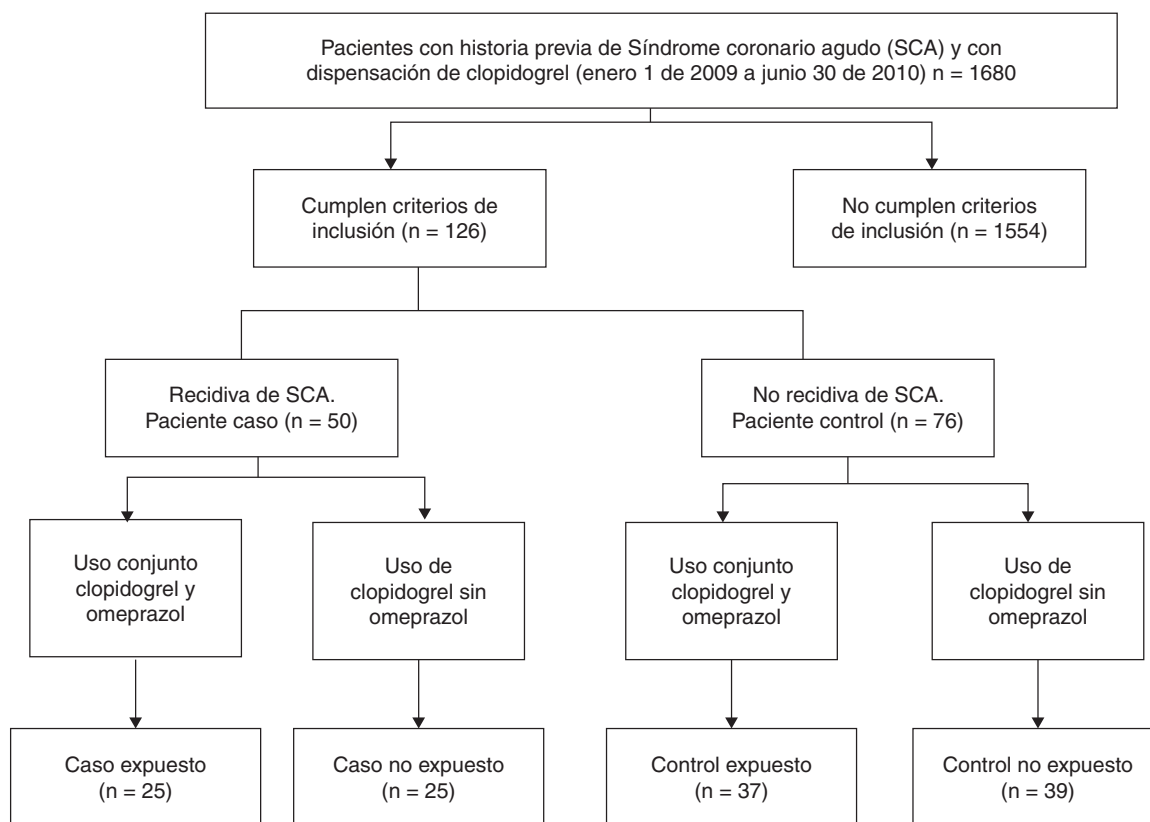 Pacientes con historia previa de Síndrome coronario agudo (SCA) y con
dispensación de clopidogrel (enero 1 de 2009 a junio 30 de 2010) n = 1680
Cumplen criterios de
inclusión (n = 126)
No cumplen criterios
de inclusión (n = 1554)
Recidiva de SCA.
Paciente caso (n = 50)
No recidiva de SCA.
Paciente control (n = 76)
Uso conjunto
clopidogrel y
omeprazol
Uso de
clopidogrel sin
omeprazol
Uso conjunto
clopidogrel y
omeprazol
Uso de
clopidogrel sin
omeprazol
Caso expuesto
(n = 25)
Caso no expuesto
(n = 25)
Control expuesto
(n = 37)
Control no expuesto
(n = 39)